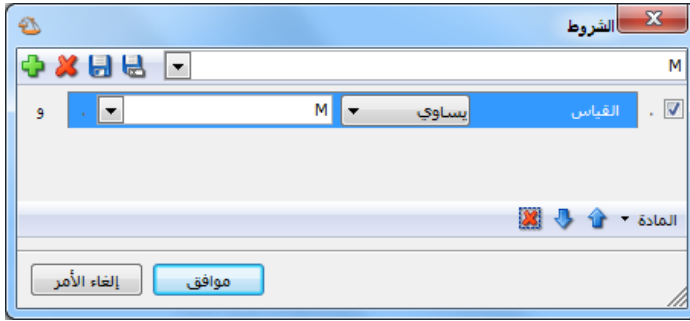 الشروط
M
القياس يساوي M و
المادة
موافق إلغاء الأمر